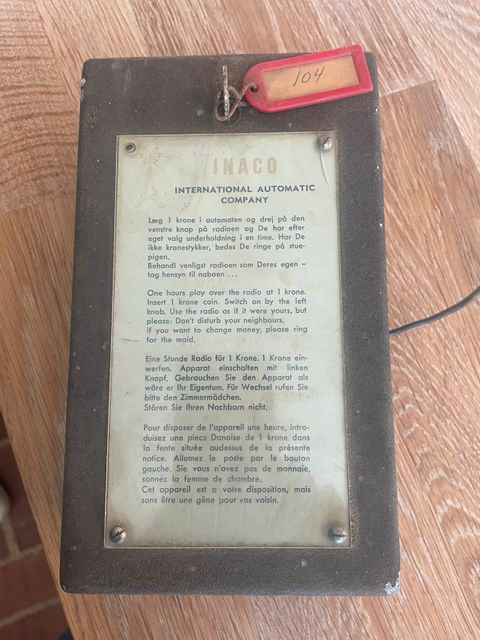 104
INACO
INTERNATIONAL AUTOMATIC
COMPANY
Læg 1 krone i automaten og drej på den
venstre knap på radioen og De har efter
eget valg underholdning i en time. Har De
ikke kronestykker, bedes De ringe på stue-
pigen.
Behandl venligst radioen som Deres egen –
tag hensyn til naboen ...
One hours play over the radio at 1 krone.
Insert 1 krone coin. Switch on by the left
knob. Use the radio as if it were yours, but
please: Don't disturb your neighbours,
if you want to change money, please ring
for the maid.
Eine Stunde Radio für 1 Krone. 1 Krone ein-
werfen. Apparat einschalten mit linken
Knopf. Gebrauchen Sie den Apparat als
wäre er Ihr Eigentum. Für Wechsel rufen Sie
bitte den Zimmermädchen.
Stören Sie Ihren Nachbarn nicht.
Pour disposer de l'appareil une heure, intro-
duisez une piece Danoise de 1 krone dans
la fente située audessus de la présente
notice. Allumez le poste par le bouton
gauche. Sie vous n'avez pas de monnaie,
sonnez la femme de chambre.
Cet appareil est a votre disposition, mais
sans être une gêne pour vos voisin.